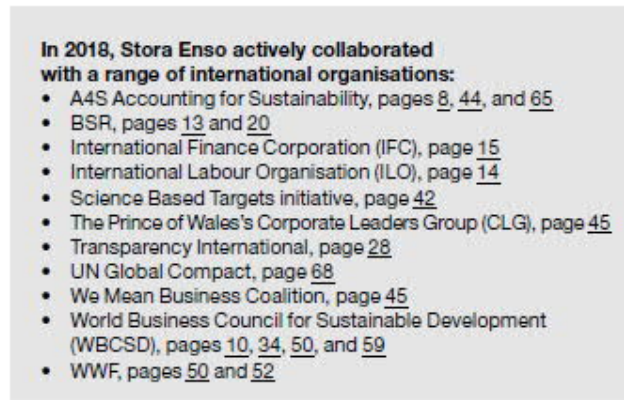 In 2018, Stora Enso actively collaborated
with a range of international organisations:
• A4S Accounting for Sustainability, pages 8, 44, and 65
• BSR, pages 13 and 20
• International Finance Corporation (IFC), page 15
• International Labour Organisation (ILO), page 14
• Science Based Targets initiative, page 42
• The Prince of Wales's Corporate Leaders Group (CLG), page 45
• Transparency International, page 28
• UN Global Compact, page 68
• We Mean Business Coalition, page 45
• World Business Council for Sustainable Development
(WBCSD), pages 10, 34, 50, and 59
• WWF, pages 50 and 52